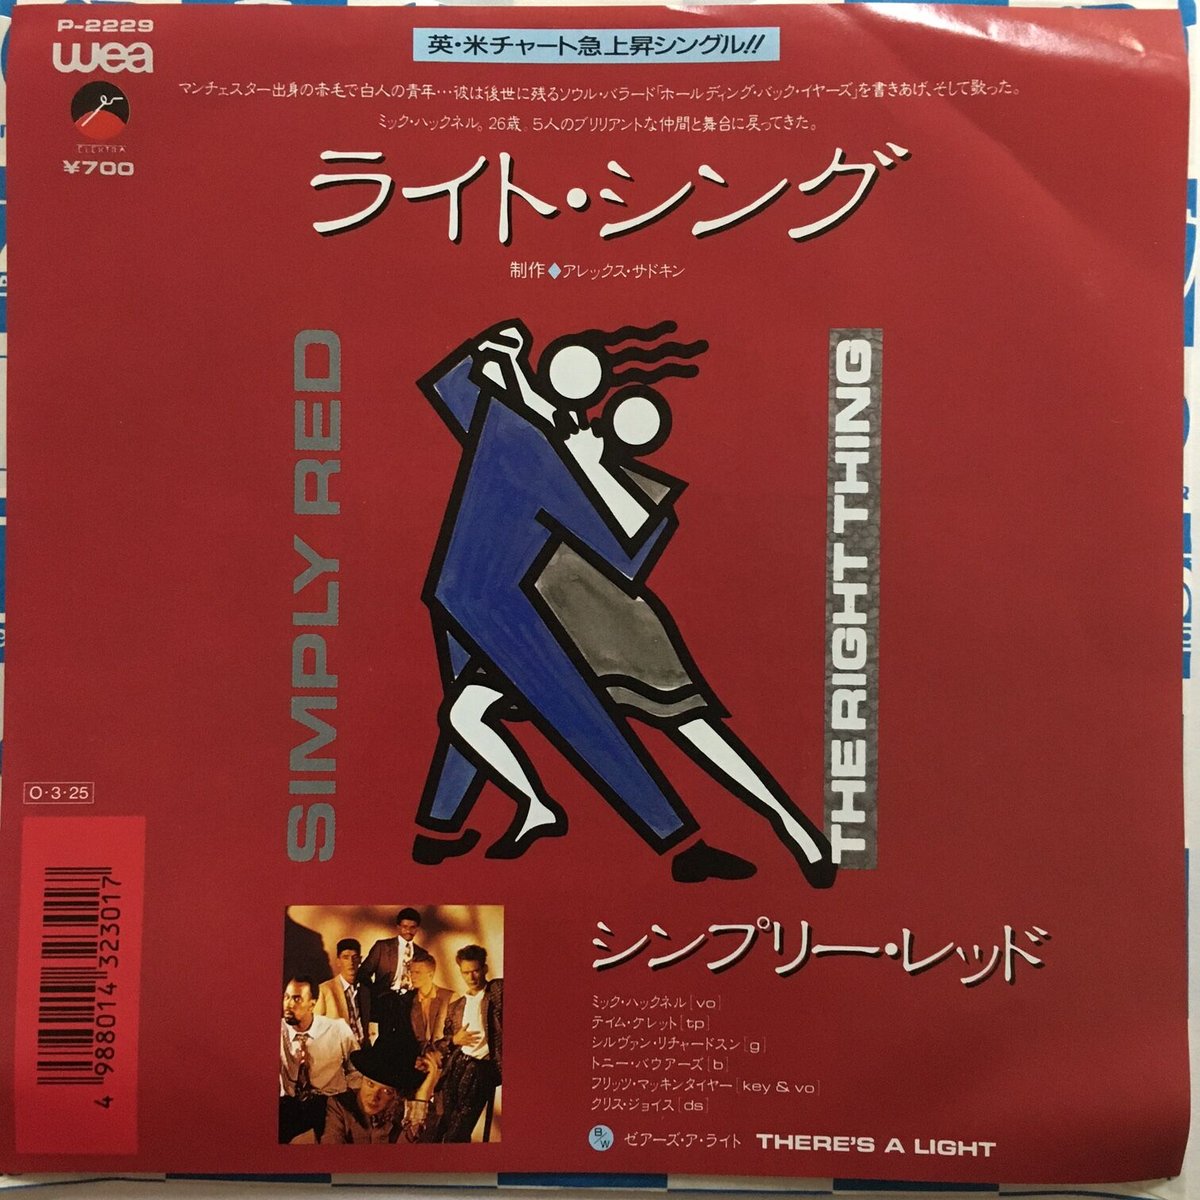 P-2229
wea
ELEKTRA
¥700
英・米チャート急上昇シングル!!
マンチェスター出身の赤毛で白人の青年…彼は後世に残るソウル・バラード「ホールディング・バック・イヤーズ」を書きあげ、そして歌った。
ミック・ハックネル。26歳。5人のブリリアントな仲間と舞台に戻ってきた。
ライト・シング
制作◆アレックス・サドキン
SIMPLY RED
THE RIGHT THING
O・3・25
4 988014 323017
シンプリー・レッド
ミック・ハックネル[vo]
ティム・ケレット[tp]
シルヴァン・リチャードスン[g]
トニー・バウアーズ[b]
フリッツ・マッキンタイヤー[key & vo]
クリス・ジョイス[ds]
B/W ゼアーズ・ア・ライト THERE'S A LIGHT